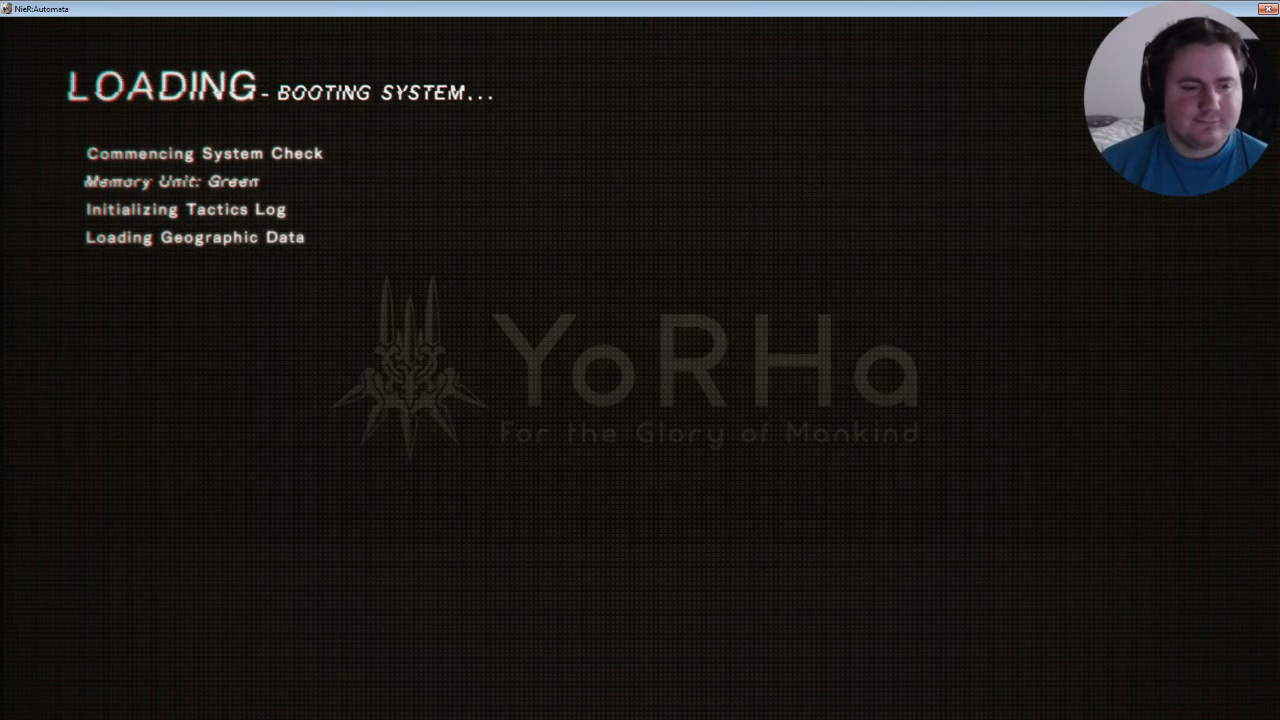 NieR:Automata
LOADING - BOOTING SYSTEM...
Commencing System Check
Memory Unit: Green
Initializing Tactics Log
Loading Geographic Data
YoRHa
For the Glory of Mankind